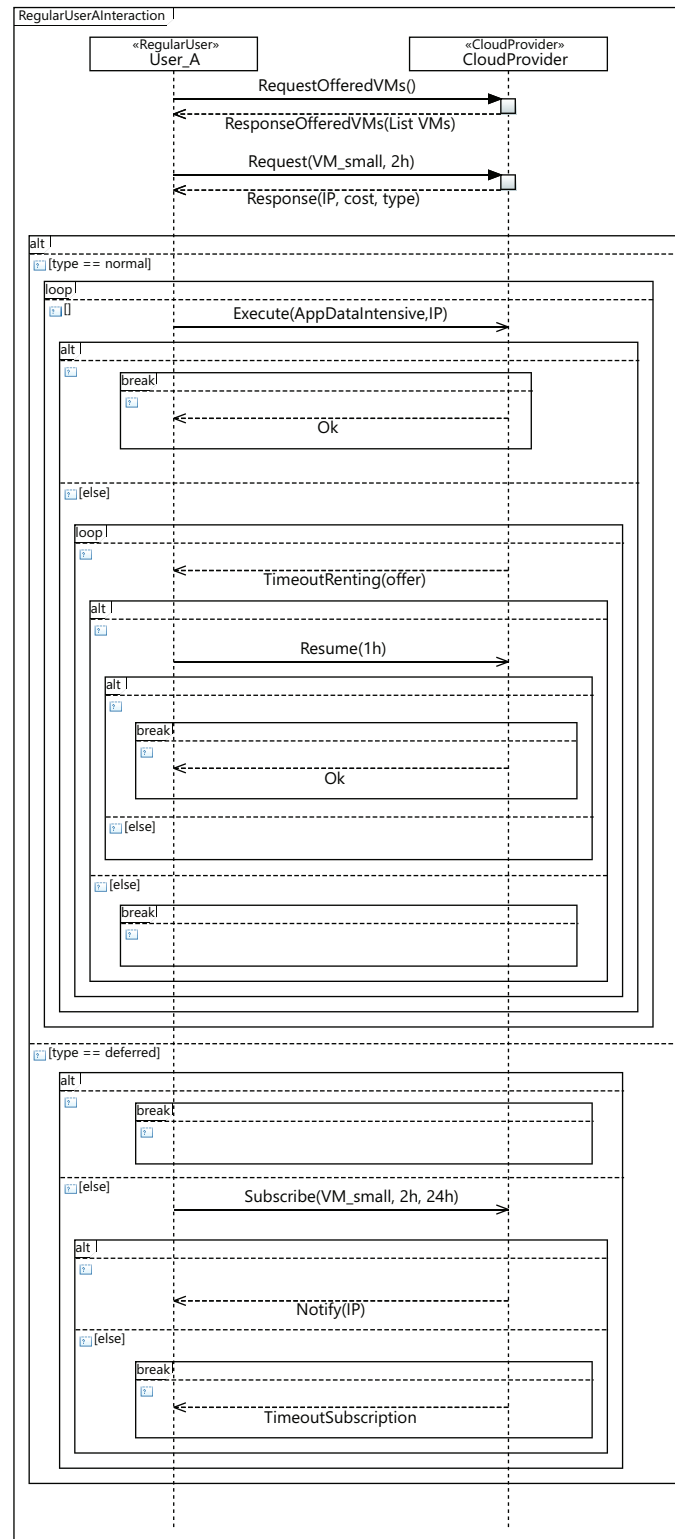 RegularUserAInteraction
«RegularUser»
User_A
«CloudProvider»
CloudProvider
RequestOfferedVMs()
ResponseOfferedVMs(List VMs)
Request(VM_small, 2h)
Response(IP, cost, type)
alt
[type == normal]
loop
[]
Execute(AppDataIntensive,IP)
alt
break
Ok
[else]
loop
TimeoutRenting(offer)
alt
Resume(1h)
alt
break
Ok
[else]
[else]
break
[type == deferred]
alt
break
[else]
Subscribe(VM_small, 2h, 24h)
alt
Notify(IP)
[else]
break
TimeoutSubscription